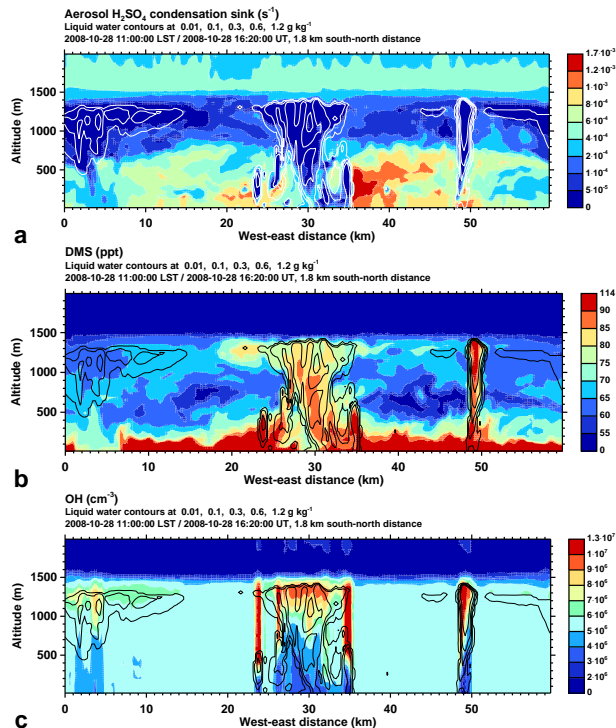 Aerosol H₂SO₄ condensation sink (s⁻¹)
Liquid water contours at 0.01, 0.1, 0.3, 0.6, 1.2 g kg⁻¹
2008-10-28 11:00:00 LST / 2008-10-28 16:20:00 UT, 1.8 km south-north distance
Altitude (m)
1500
1000
500
0 10 20 30 40 50
West-east distance (km)
1.7·10⁻³
1.2·10⁻³
1·10⁻³
8·10⁻⁴
6·10⁻⁴
4·10⁻⁴
2·10⁻⁴
1·10⁻⁴
5·10⁻⁵
0
a
DMS (ppt)
Liquid water contours at 0.01, 0.1, 0.3, 0.6, 1.2 g kg⁻¹
2008-10-28 11:00:00 LST / 2008-10-28 16:20:00 UT, 1.8 km south-north distance
Altitude (m)
1500
1000
500
0 10 20 30 40 50
West-east distance (km)
114
90
85
80
75
70
65
60
55
0
b
OH (cm⁻³)
Liquid water contours at 0.01, 0.1, 0.3, 0.6, 1.2 g kg⁻¹
2008-10-28 11:00:00 LST / 2008-10-28 16:20:00 UT, 1.8 km south-north distance
Altitude (m)
1500
1000
500
0 10 20 30 40 50
West-east distance (km)
1.3·10⁷
1·10⁷
9·10⁶
8·10⁶
7·10⁶
6·10⁶
5·10⁶
4·10⁶
3·10⁶
2·10⁶
0
c